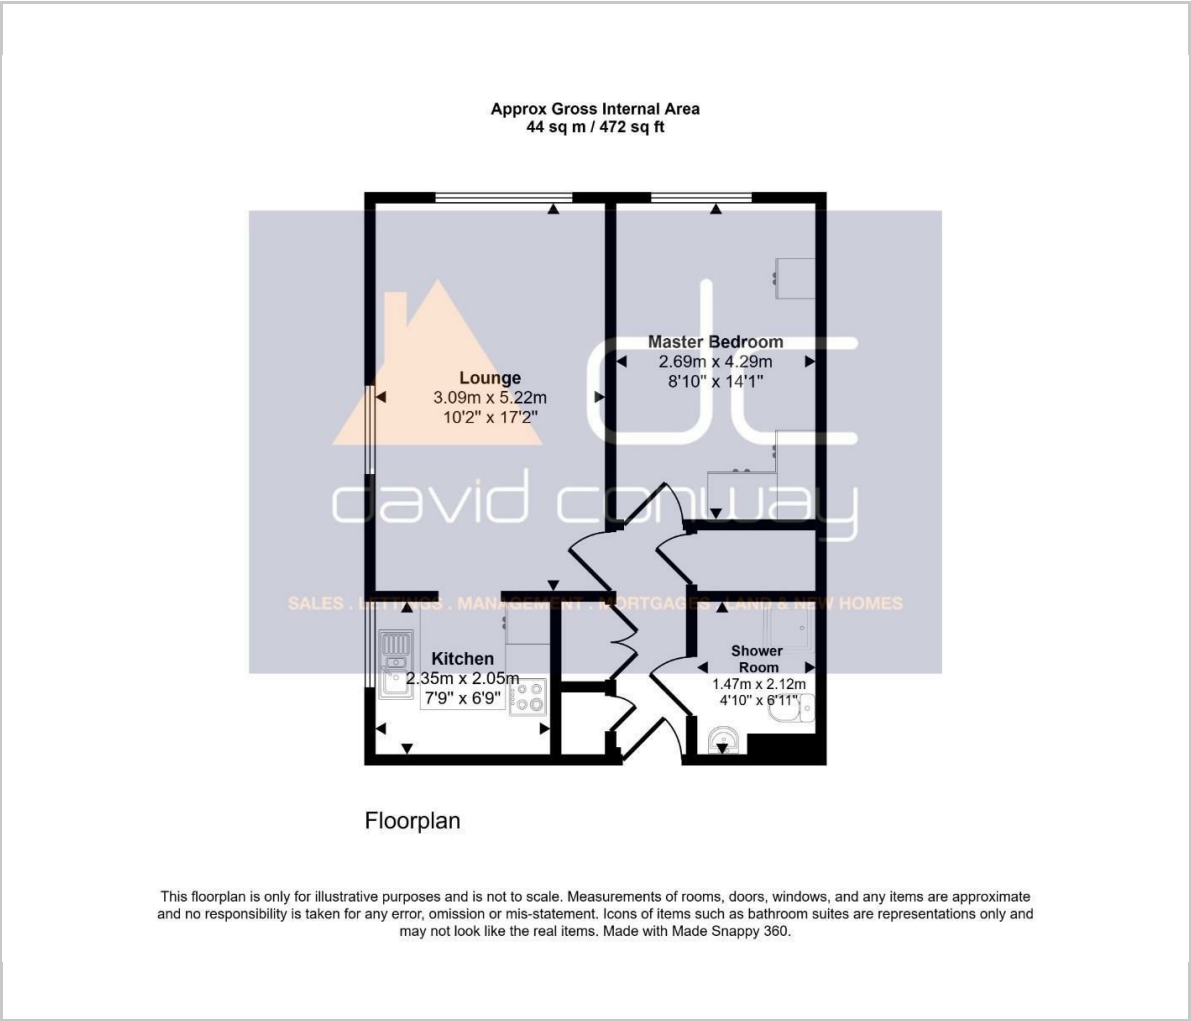 Approx Gross Internal Area
44 sq m / 472 sq ft
Master Bedroom
2.69m x 4.29m
8'10" x 14'1"
Lounge
3.09m x 5.22m
10'2" x 17'2"
dc
david conway
SALES . LETTINGS . MANAGEMENT . MORTGAGES . LAND & NEW HOMES
Kitchen
2.35m x 2.05m
7'9" x 6'9"
Shower
Room
1.47m x 2.12m
4'10" x 6'11"
Floorplan
This floorplan is only for illustrative purposes and is not to scale. Measurements of rooms, doors, windows, and any items are approximate
and no responsibility is taken for any error, omission or mis-statement. Icons of items such as bathroom suites are representations only and
may not look like the real items. Made with Made Snappy 360.